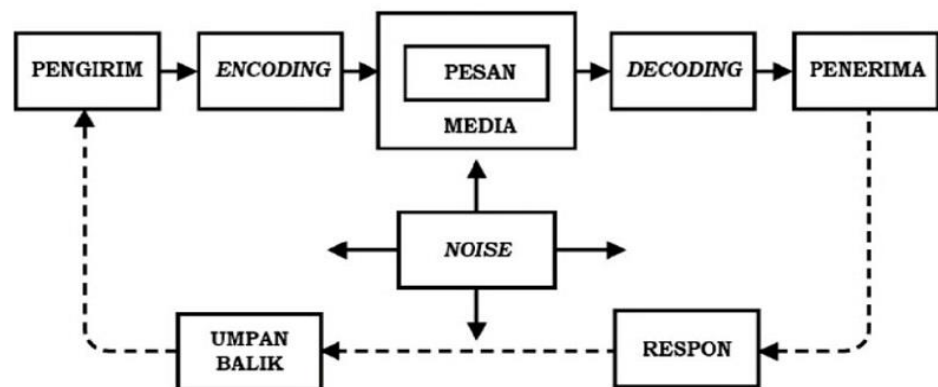 PENGIRIM
ENCODING
PESAN
MEDIA
DECODING
PENERIMA
NOISE
UMPAN
BALIK
RESPON